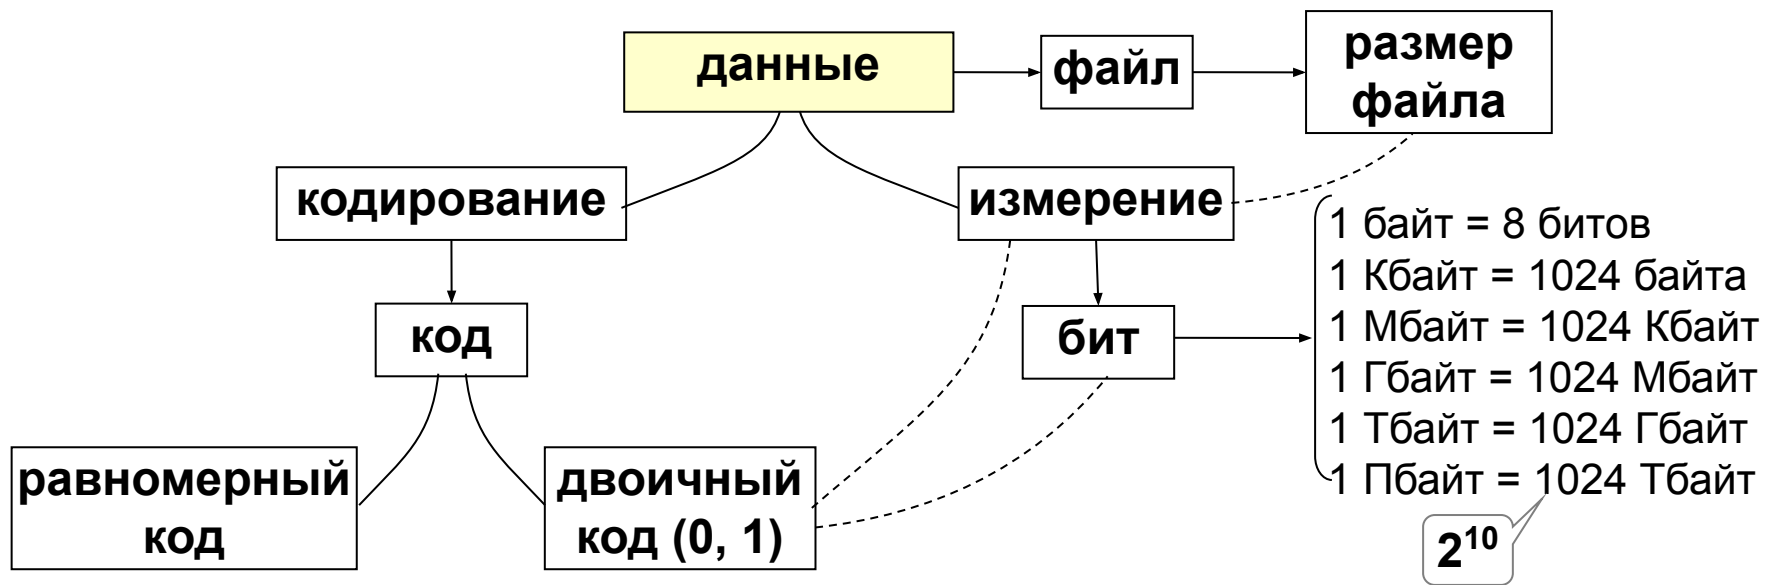 данные
файл
размер
файла
кодирование
измерение
1 байт = 8 битов
1 Кбайт = 1024 байта
1 Мбайт = 1024 Кбайт
1 Гбайт = 1024 Мбайт
1 Тбайт = 1024 Гбайт
1 Пбайт = 1024 Тбайт
код
бит
равномерный
код
двоичный
код (0, 1)
2¹⁰